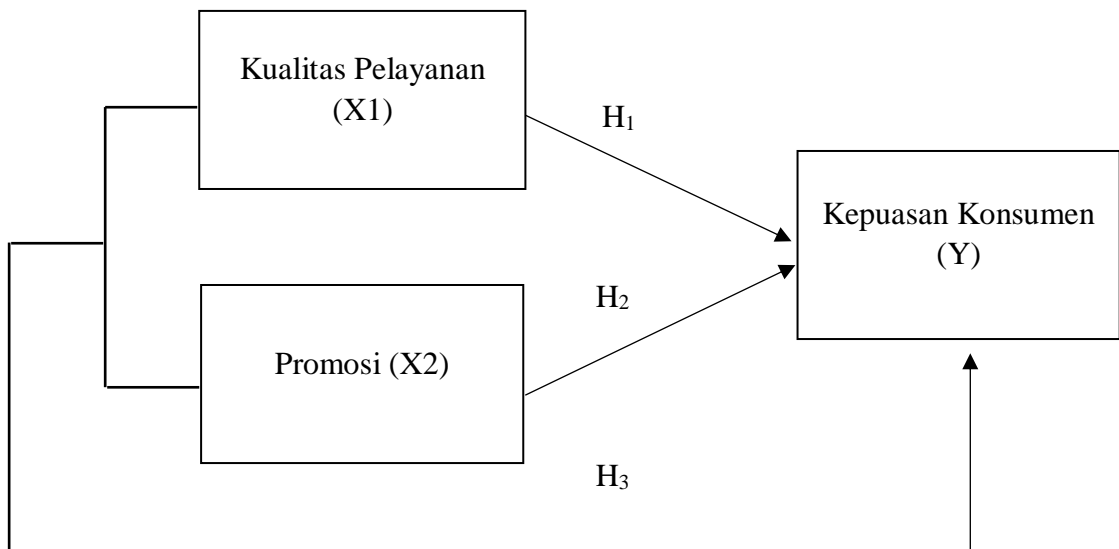 Kualitas Pelayanan
(X1)
H₁
Kepuasan Konsumen
(Y)
H₂
Promosi (X2)
H₃